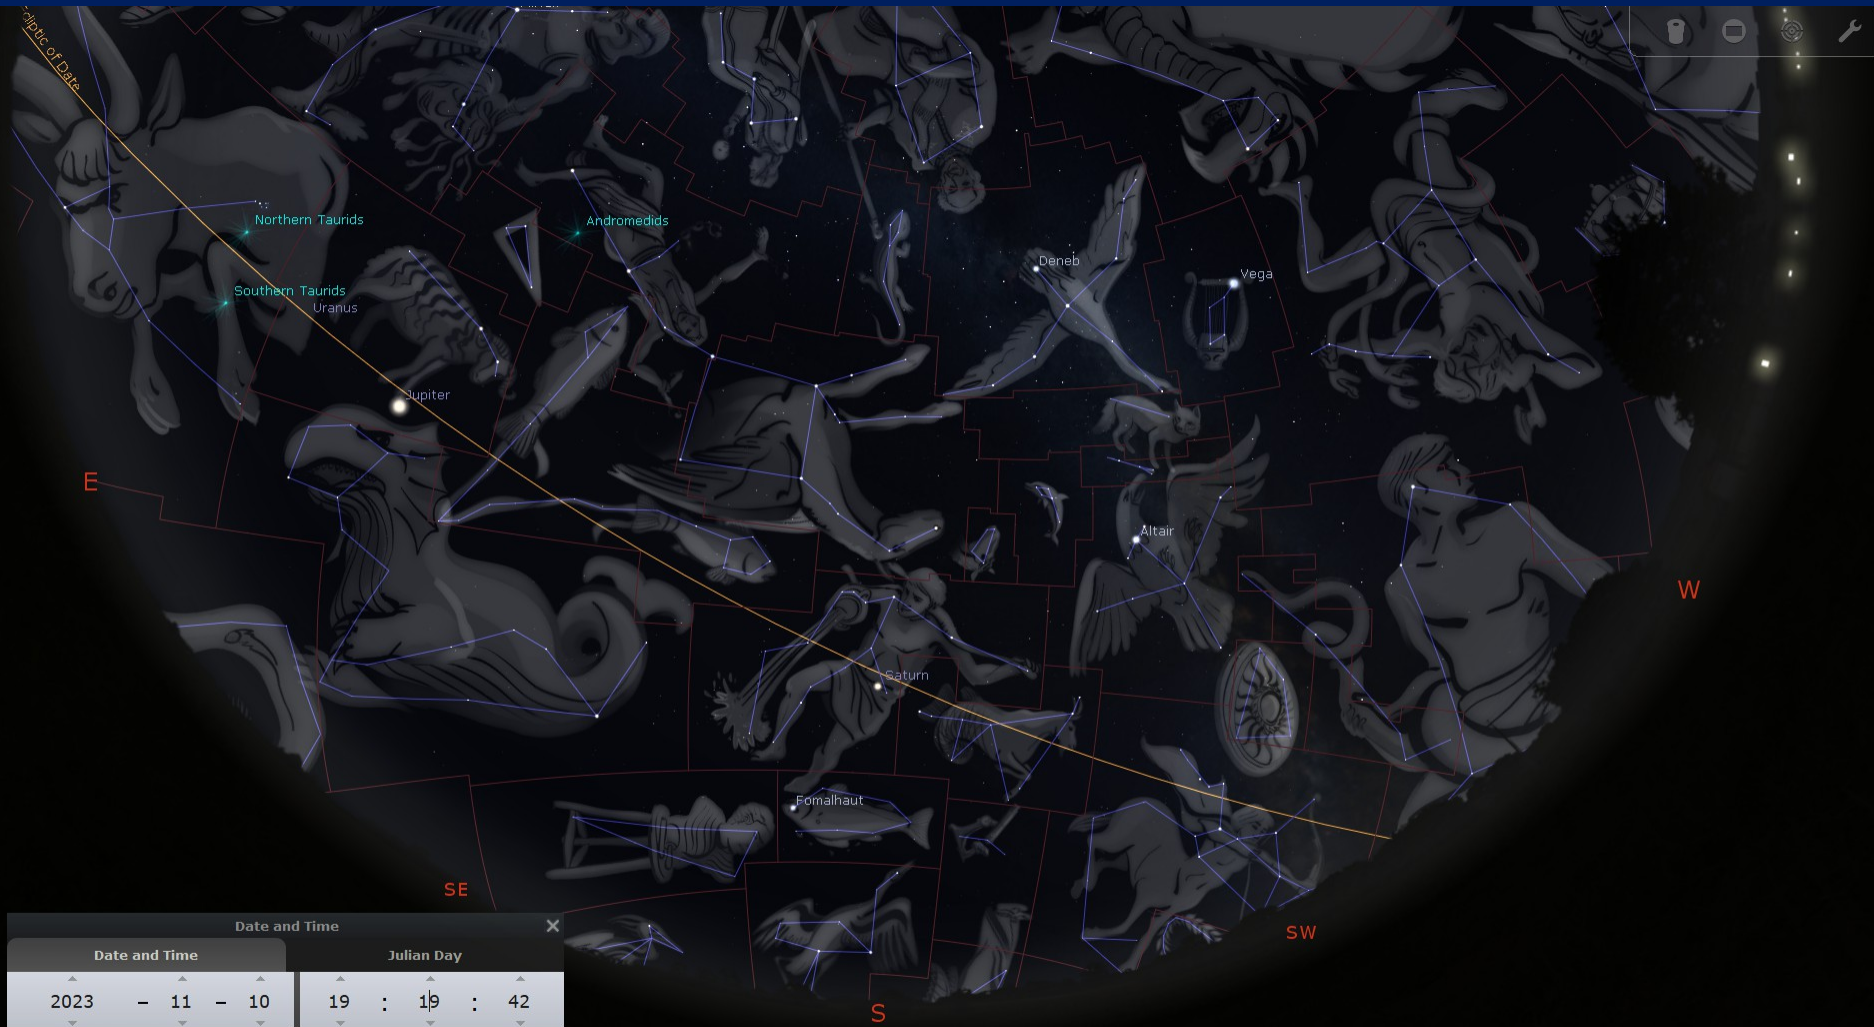 Ecliptic of Date
Northern Taurids
Andromedids
Deneb
Vega
Southern Taurids
Uranus
Jupiter
E
Altair
W
Saturn
Fomalhaut
SE
SW
S
Date and Time
Date and Time Julian Day
2023 - 11 - 10 19 : 19 : 42